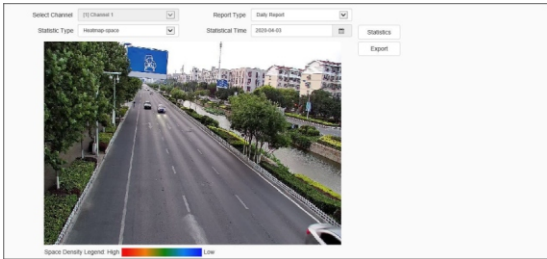 Select Channel [1] Channel 1 Report Type Daily Report
Statistic Type Heatmap-space Statistical Time 2020-04-03 Statistics
Export
Space Density Legend: High Low